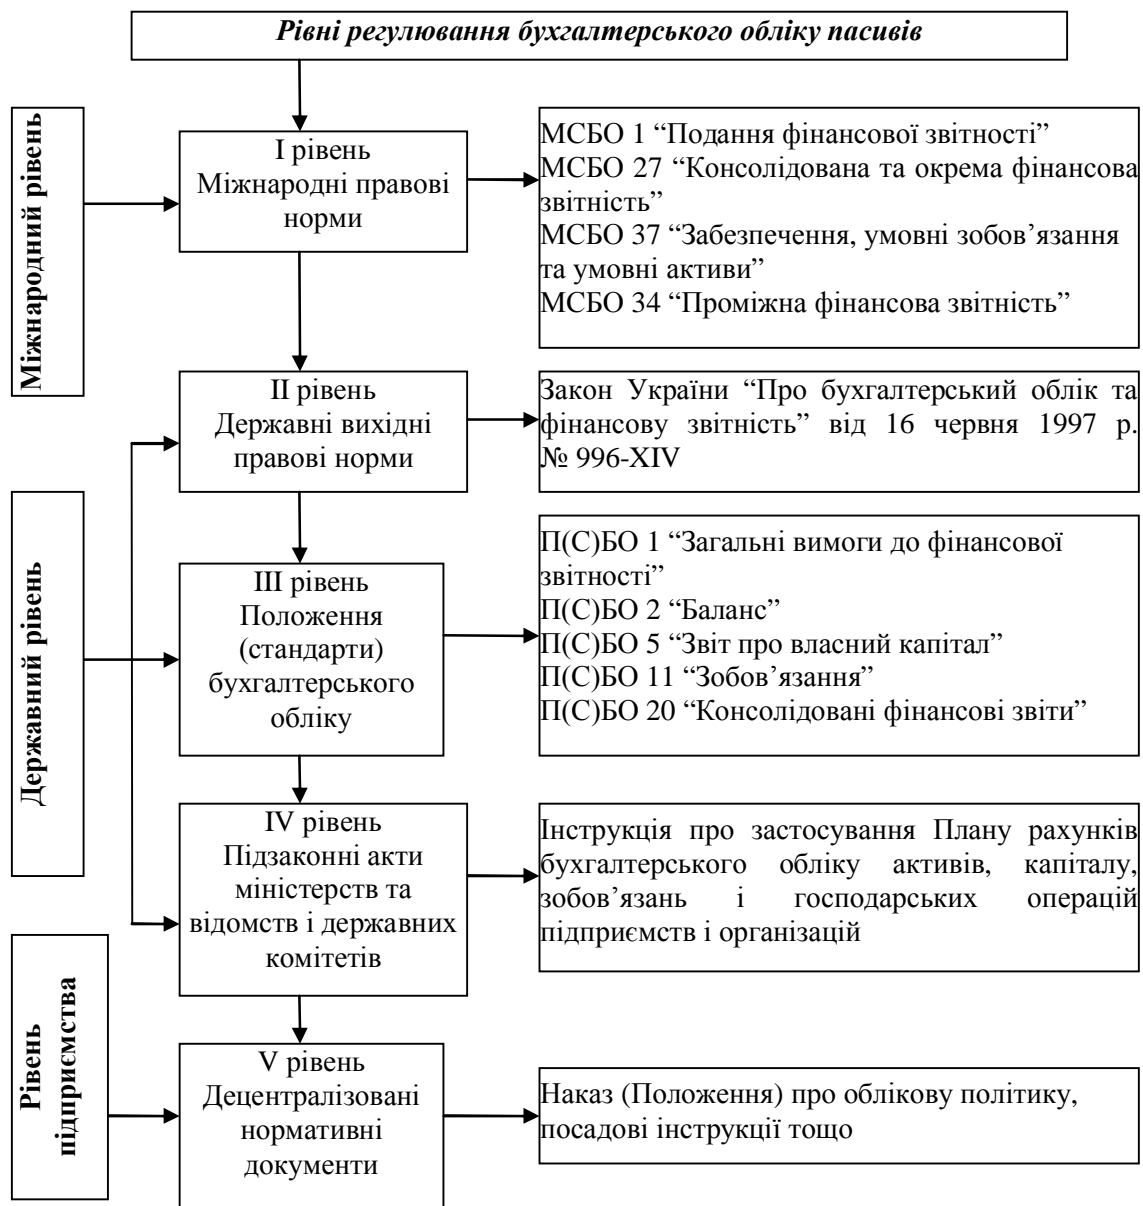 Рівні регулювання бухгалтерського обліку пасивів
Міжнародний рівень
І рівень
Міжнародні правові
норми
МСБО 1 “Подання фінансової звітності”
МСБО 27 “Консолідована та окрема фінансова
звітність”
МСБО 37 “Забезпечення, умовні зобов’язання
та умовні активи”
МСБО 34 “Проміжна фінансова звітність”
Державний рівень
ІІ рівень
Державні вихідні
правові норми
Закон України “Про бухгалтерський облік та
фінансову звітність” від 16 червня 1997 р.
№ 996-XIV
ІІІ рівень
Положення
(стандарти)
бухгалтерського
обліку
П(С)БО 1 “Загальні вимоги до фінансової
звітності”
П(С)БО 2 “Баланс”
П(С)БО 5 “Звіт про власний капітал”
П(С)БО 11 “Зобов’язання”
П(С)БО 20 “Консолідовані фінансові звіти”
IV рівень
Підзаконні акти
міністерств та
відомств і державних
комітетів
Інструкція про застосування Плану рахунків
бухгалтерського обліку активів, капіталу,
зобов’язань і господарських операцій
підприємств і організацій
Рівень
підприємства
V рівень
Децентралізовані
нормативні
документи
Наказ (Положення) про облікову політику,
посадові інструкції тощо